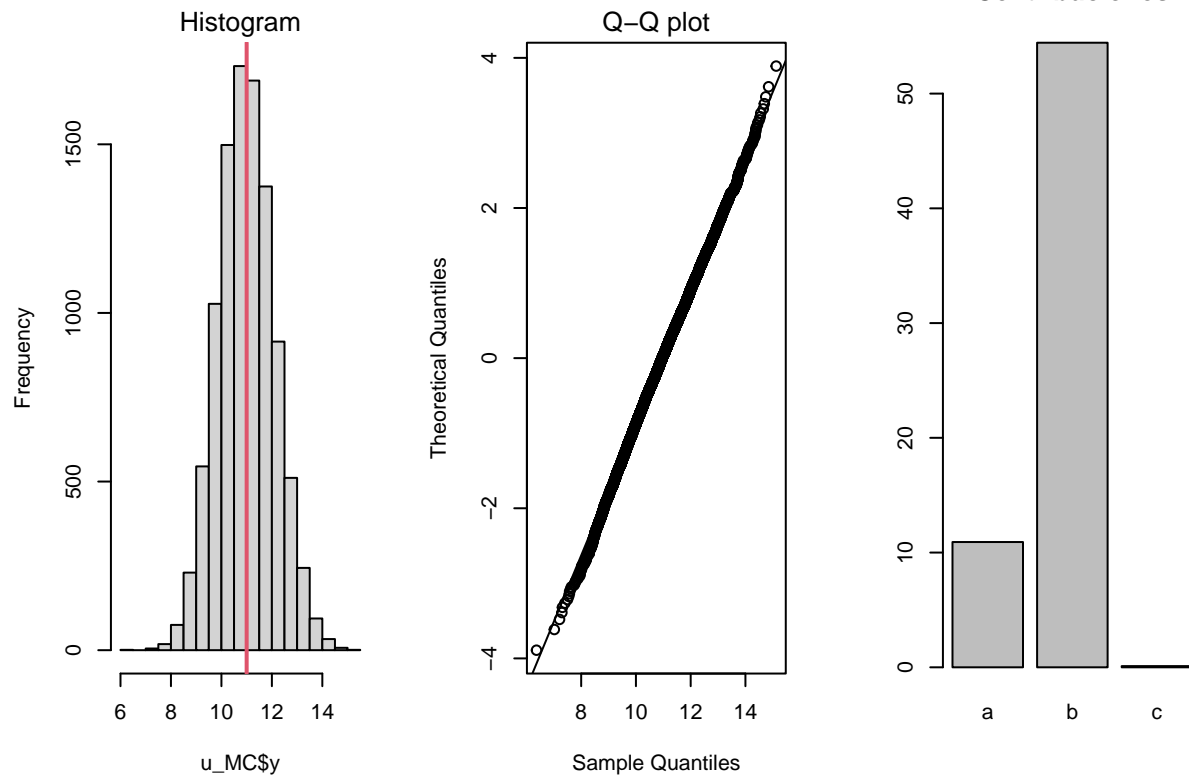 Histogram
Frequency
1500
1000
500
0
6 8 10 12 14
u_MC$y
Q−Q plot
Theoretical Quantiles
4
2
0
−2
−4
8 10 12 14
Sample Quantiles
50
40
30
20
10
0
a b c